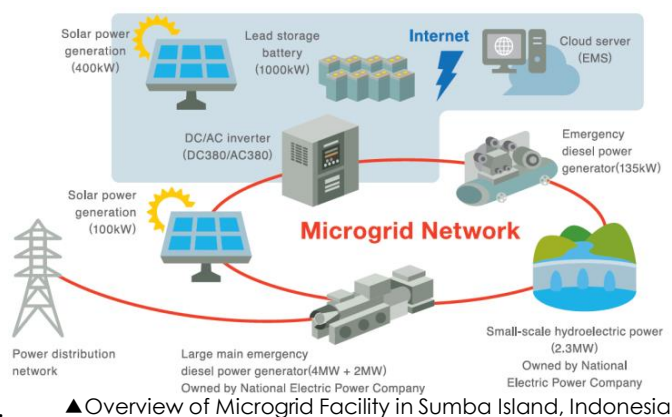 Solar power
generation
(400kW)
Lead storage
battery
(1000kW)
Internet
Cloud server
(EMS)
DC/AC inverter
(DC380/AC380)
Emergency
diesel power
generator(135kW)
Solar power
generation
(100kW)
Microgrid Network
Power distribution
network
Large main emergency
diesel power generator(4MW + 2MW)
Owned by National Electric Power Company
Small-scale hydroelectric power
(2.3MW)
Owned by National
Electric Power Company
▲Overview of Microgrid Facility in Sumba Island, Indonesia